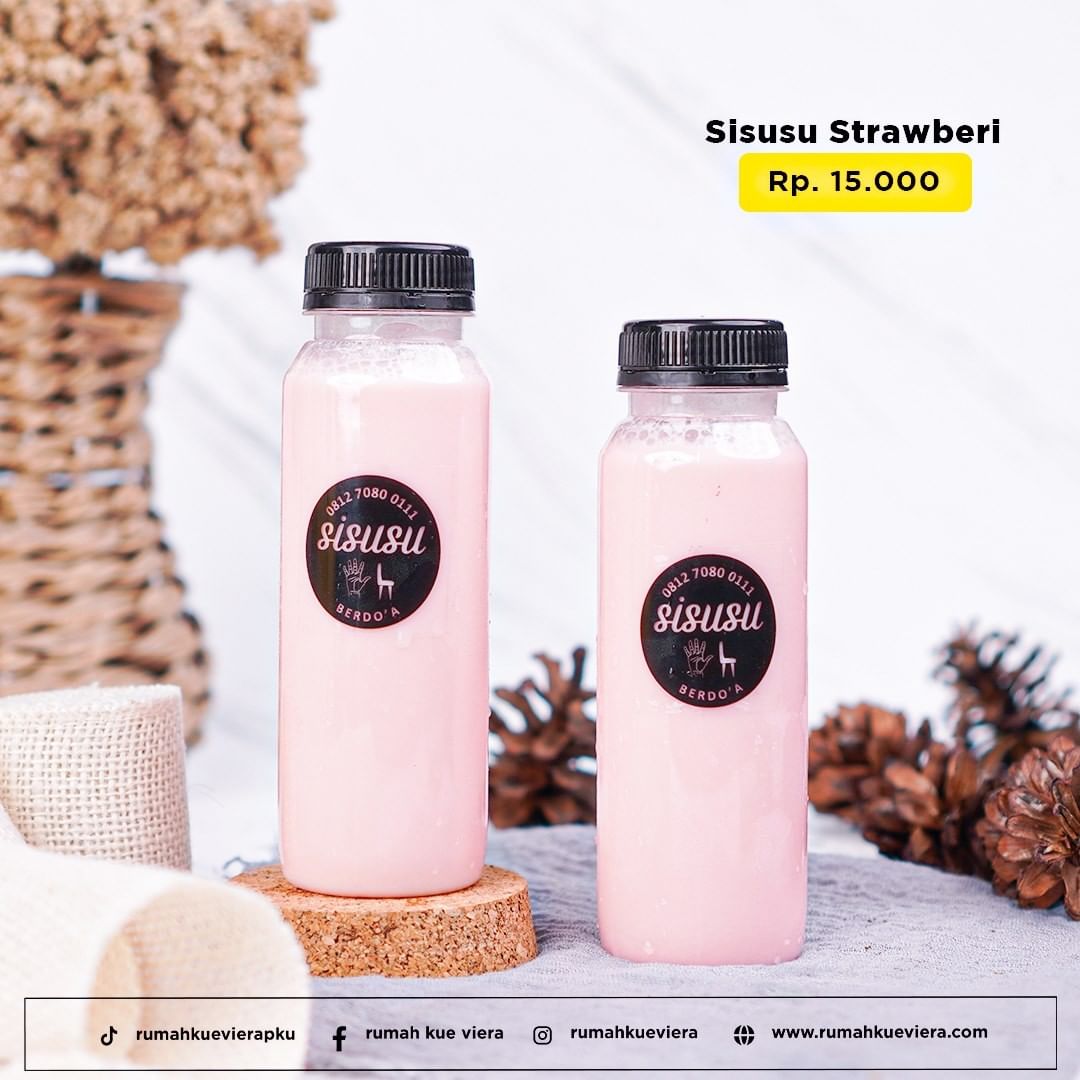 Sisusu Strawberi
Rp. 15.000
0812 7080 0111
sisusu
BERDO'A
0812 7080 0111
sisusu
BERDO'A
rumahkuevierapku
rumah kue viera
rumahkueviera
www.rumahkueviera.com